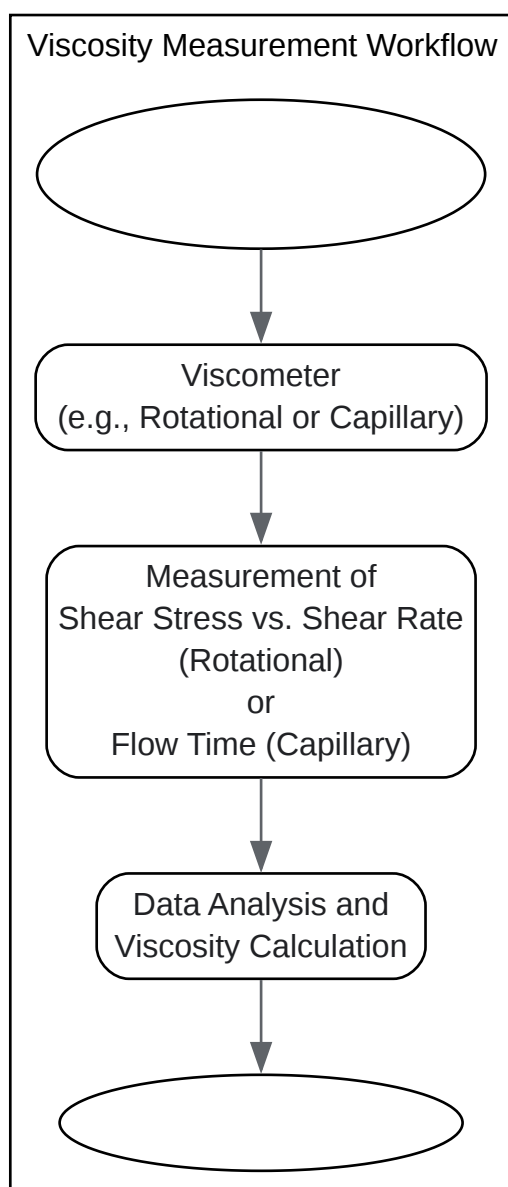 Viscosity Measurement Workflow
Viscometer
(e.g., Rotational or Capillary)
Measurement of
Shear Stress vs. Shear Rate
(Rotational)
or
Flow Time (Capillary)
Data Analysis and
Viscosity Calculation